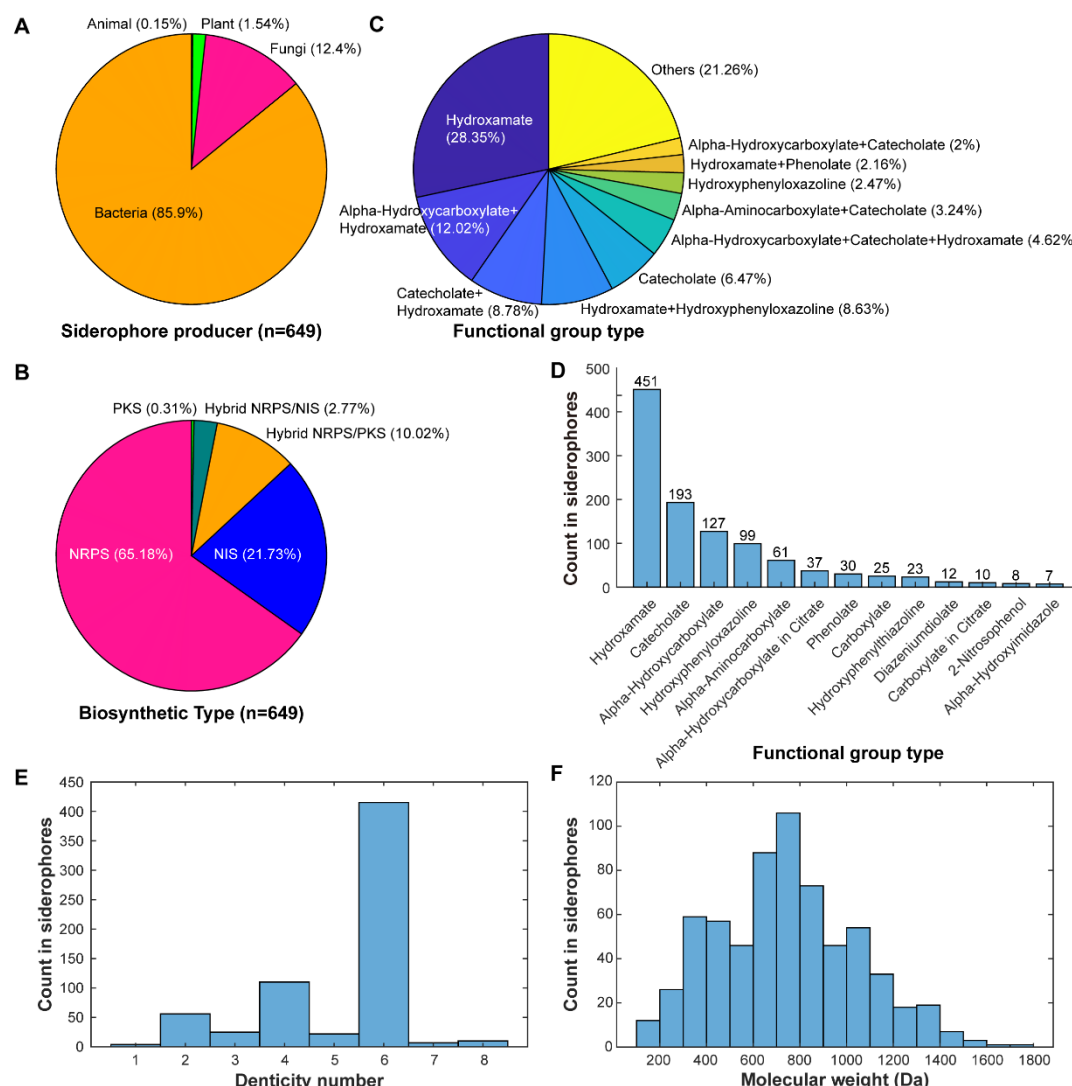 A
Animal (0.15%)
Plant (1.54%)
Fungi (12.4%)
Bacteria (85.9%)
Siderophore producer (n=649)
C
Others (21.26%)
Hydroxamate
(28.35%)
Alpha-Hydroxycarboxylate+Catecholate (2%)
Hydroxamate+Phenolate (2.16%)
Hydroxyphenyloxazoline (2.47%)
Alpha-Aminocarboxylate+Catecholate (3.24%)
Alpha-Hydroxycarboxylate+Catecholate+Hydroxamate (4.62%)
Catecholate (6.47%)
Hydroxamate+Hydroxyphenyloxazoline (8.63%)
Catecholate+
Hydroxamate (8.78%)
Alpha-Hydroxycarboxylate+
Hydroxamate (12.02%)
Functional group type
B
PKS (0.31%)
Hybrid NRPS/NIS (2.77%)
Hybrid NRPS/PKS (10.02%)
NRPS (65.18%)
NIS (21.73%)
Biosynthetic Type (n=649)
D
Count in siderophores
500
400
300
200
100
0
451
193
127
99
61
37
30
25
23
12
10
8
7
Hydroxamate
Catecholate
Alpha-Hydroxycarboxylate
Hydroxyphenyloxazoline
Alpha-Aminocarboxylate
Alpha-Hydroxycarboxylate in Citrate
Phenolate
Carboxylate
Hydroxyphenylthiazoline
Diazeniumdiolate
Carboxylate in Citrate
2-Nitrosophenol
Alpha-Hydroxyimidazole
Functional group type
E
Count in siderophores
450
400
350
300
250
200
150
100
50
0
1 2 3 4 5 6 7 8
Denticity number
F
Count in siderophores
120
100
80
60
40
20
0
200 400 600 800 1000 1200 1400 1600 1800
Molecular weight (Da)